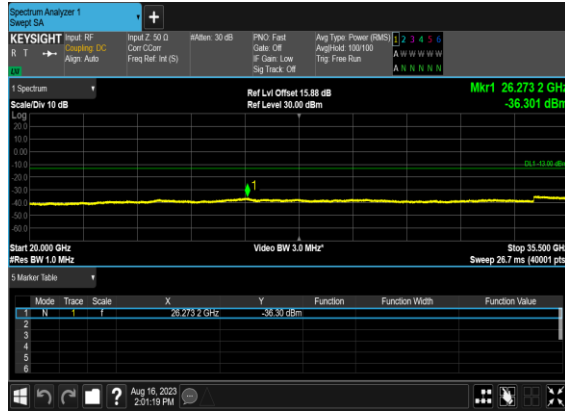 Spectrum Analyzer 1
Swept SA
+
KEYSIGHT
R T
Input: RF
Coupling: DC
Align: Auto
Input Z: 50 Ω
Corr CCorr
Freq Ref: Int (S)
#Atten: 30 dB
PNO: Fast
Gate: Off
IF Gain: Low
Sig Track: Off
Avg Type: Power (RMS)
Avg|Hold: 100/100
Trig: Free Run
1 2 3 4 5 6
A W W W W W
A N N N N N
1 Spectrum
Scale/Div 10 dB
Log
Ref Lvl Offset 15.88 dB
Ref Level 30.00 dBm
Mkr1 26.273 2 GHz
-36.301 dBm
20.0
10.0
0.00
-10.0
-20.0
-30.0
-40.0
-50.0
-60.0
DL1 -13.00 dBm
1
Start 20.000 GHz
#Res BW 1.0 MHz
Video BW 3.0 MHz*
Stop 35.500 GHz
Sweep 26.7 ms (40001 pts)
5 Marker Table
Mode Trace Scale X Y Function Function Width Function Value
1 N 1 f 26.273 2 GHz -36.30 dBm
2
3
4
5
6
?
Aug 16, 2023
2:01:19 PM